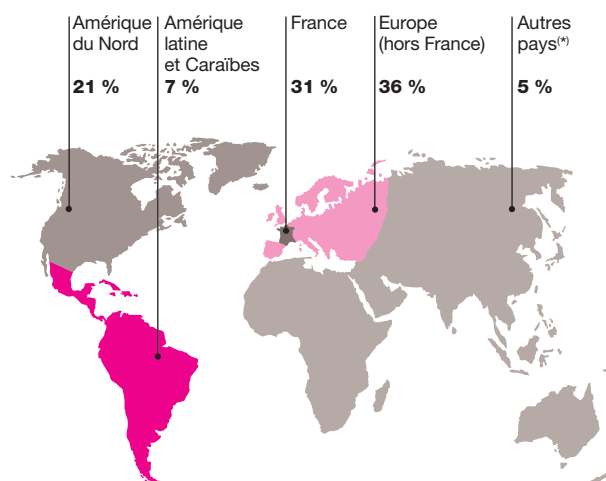 Amérique
du Nord
21 %
Amérique
latine
et Caraïbes
7 %
France
31 %
Europe
(hors France)
36 %
Autres
pays(*)
5 %